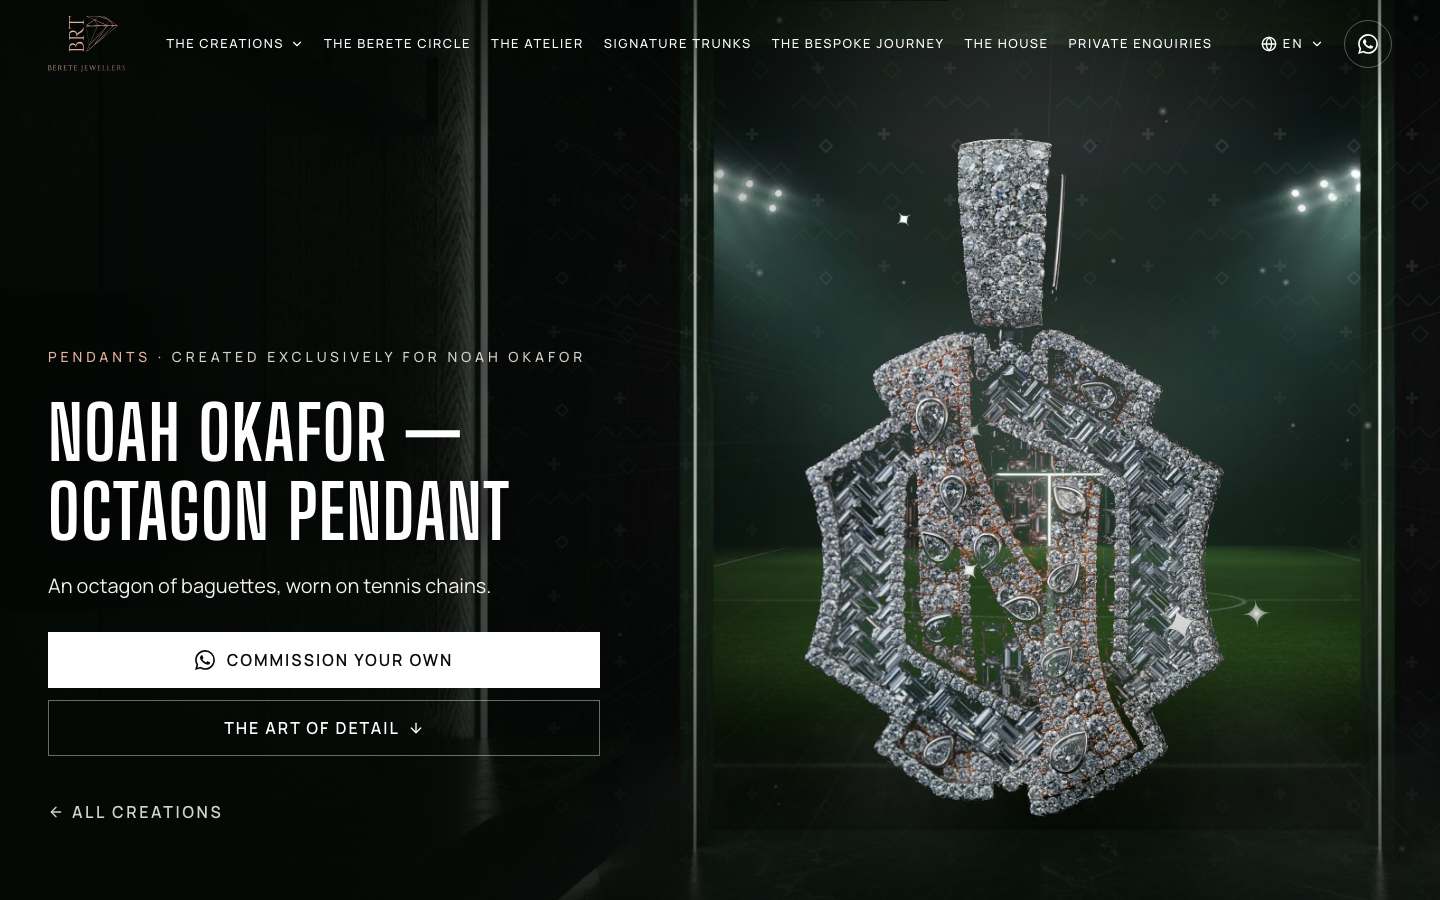 BRT
BERETE JEWELLERS
THE CREATIONS
THE BERETE CIRCLE
THE ATELIER
SIGNATURE TRUNKS
THE BESPOKE JOURNEY
THE HOUSE
PRIVATE ENQUIRIES
EN
PENDANTS · CREATED EXCLUSIVELY FOR NOAH OKAFOR
NOAH OKAFOR —
OCTAGON PENDANT
An octagon of baguettes, worn on tennis chains.
COMMISSION YOUR OWN
THE ART OF DETAIL ↓
← ALL CREATIONS